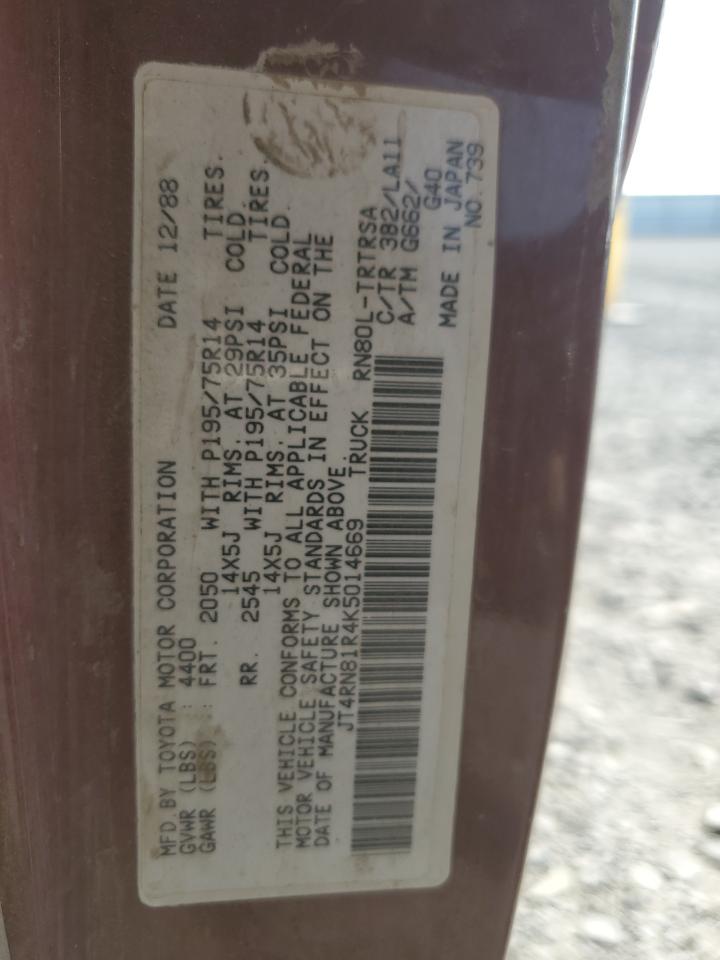 MFD. BY TOYOTA MOTOR CORPORATION DATE 12/88
GVWR (LBS) : 4400
GAWR (LBS) : FRT. 2050 WITH P195/75R14 TIRES.
14X5J RIMS. AT 29PSI COLD.
RR. 2545 WITH P195/75R14 TIRES.
14X5J RIMS. AT 35PSI COLD.
THIS VEHICLE CONFORMS TO ALL APPLICABLE FEDERAL
MOTOR VEHICLE SAFETY STANDARDS IN EFFECT ON THE
DATE OF MANUFACTURE SHOWN ABOVE.
JT4RN81R4K5014669 TRUCK RN80L-TRTRSA
C/TR 3B2/LA11
A/TM G662/
G40
MADE IN JAPAN
NO. 739